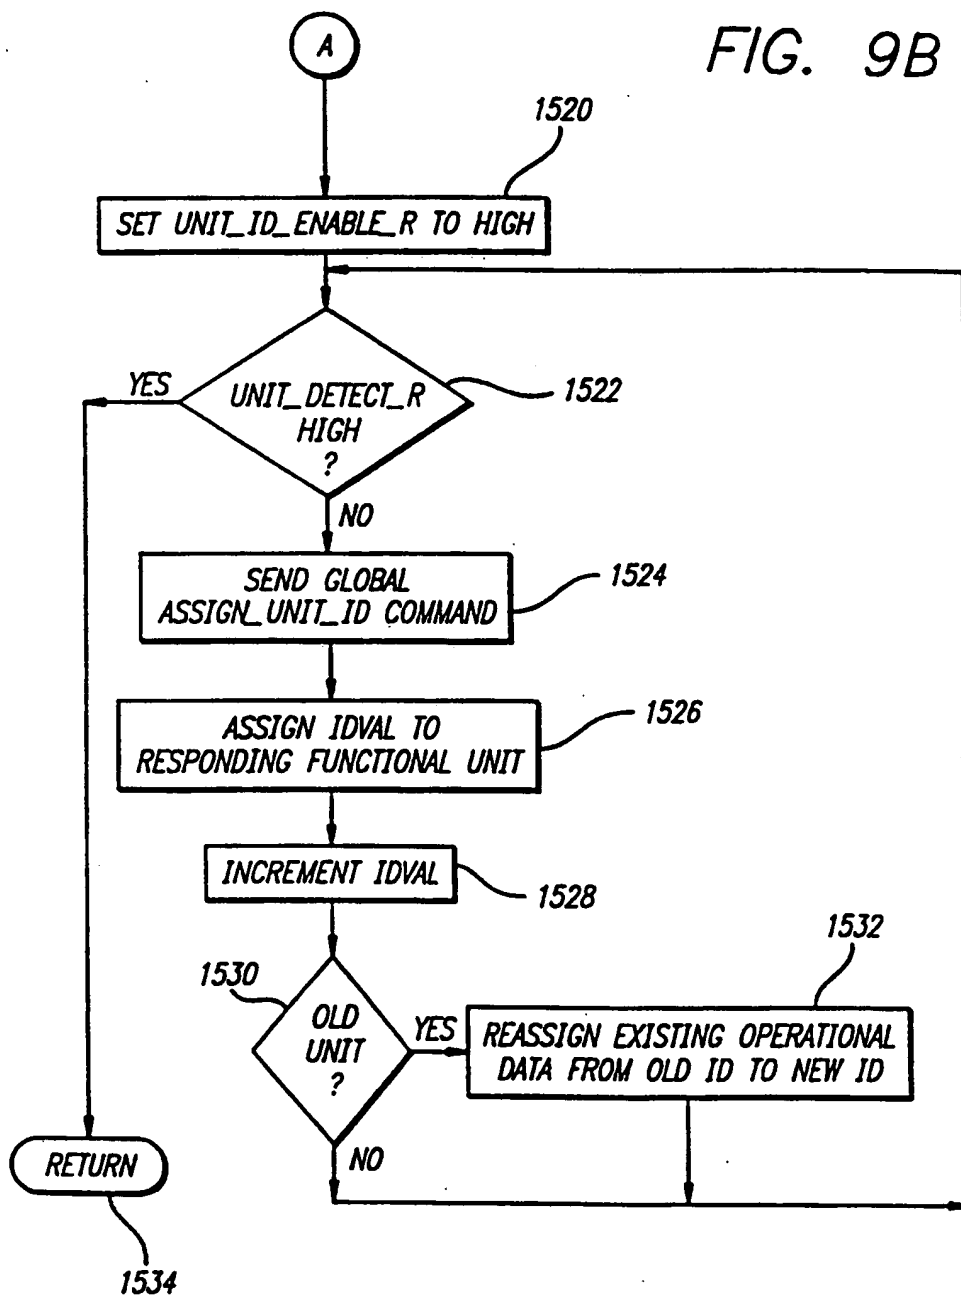 A
FIG. 9B
1520
SET UNIT_ID_ENABLE_R TO HIGH
YES
UNIT_DETECT_R
HIGH
?
1522
NO
SEND GLOBAL
ASSIGN_UNIT_ID COMMAND
1524
ASSIGN IDVAL TO
RESPONDING FUNCTIONAL UNIT
1526
INCREMENT IDVAL
1528
1530
OLD
UNIT
?
YES
1532
REASSIGN EXISTING OPERATIONAL
DATA FROM OLD ID TO NEW ID
NO
RETURN
1534